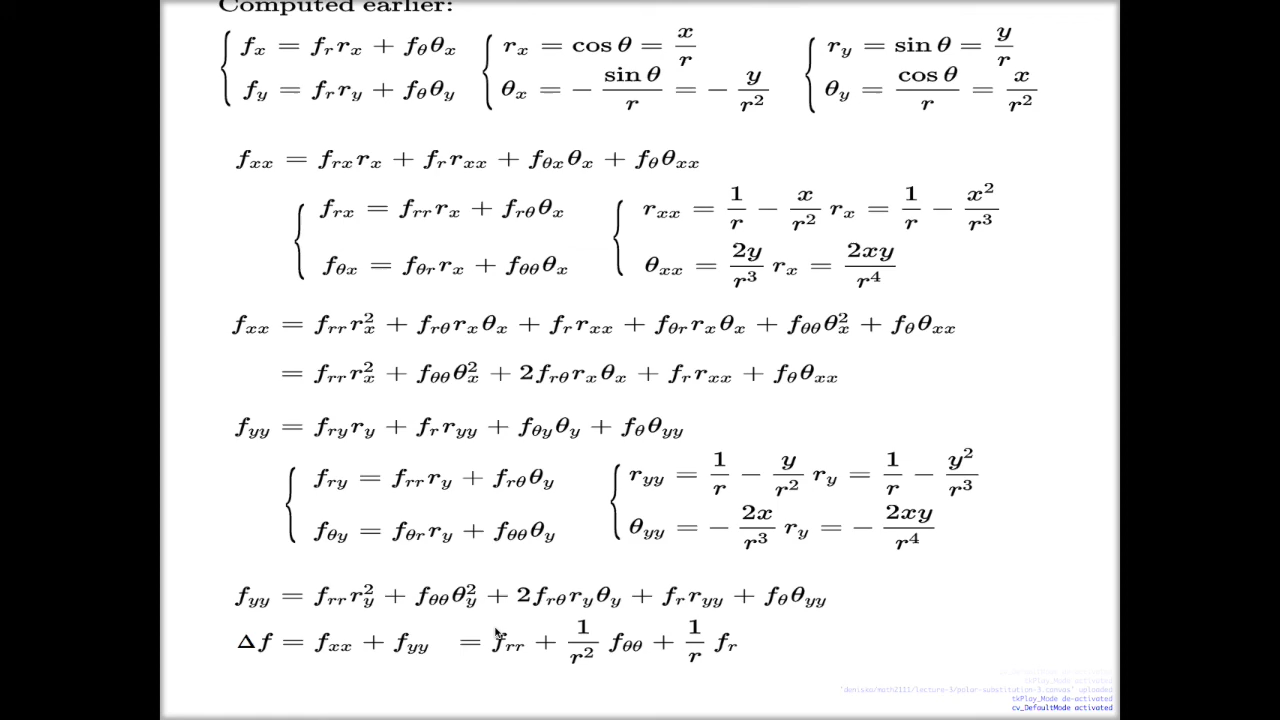 Computed earlier:
{ f_x = f_r r_x + f_θ θ_x { r_x = cos θ = x/r { r_y = sin θ = y/r
f_y = f_r r_y + f_θ θ_y θ_x = − sin θ/r = − y/r² θ_y = cos θ/r = x/r²
f_xx = f_rx r_x + f_r r_xx + f_θx θ_x + f_θ θ_xx
{ f_rx = f_rr r_x + f_rθ θ_x { r_xx = 1/r − x/r² r_x = 1/r − x²/r³
f_θx = f_θr r_x + f_θθ θ_x θ_xx = 2y/r³ r_x = 2xy/r⁴
f_xx = f_rr r_x² + f_rθ r_x θ_x + f_r r_xx + f_θr r_x θ_x + f_θθ θ_x² + f_θ θ_xx
= f_rr r_x² + f_θθ θ_x² + 2f_rθ r_x θ_x + f_r r_xx + f_θ θ_xx
f_yy = f_ry r_y + f_r r_yy + f_θy θ_y + f_θ θ_yy
{ f_ry = f_rr r_y + f_rθ θ_y { r_yy = 1/r − y/r² r_y = 1/r − y²/r³
f_θy = f_θr r_y + f_θθ θ_y θ_yy = − 2x/r³ r_y = − 2xy/r⁴
f_yy = f_rr r_y² + f_θθ θ_y² + 2f_rθ r_y θ_y + f_r r_yy + f_θ θ_yy
Δf = f_xx + f_yy = f_rr + 1/r² f_θθ + 1/r f_r
tkPlay_Mode activated
tkPlay_Mode de-activated
cv_DefaultMode activated